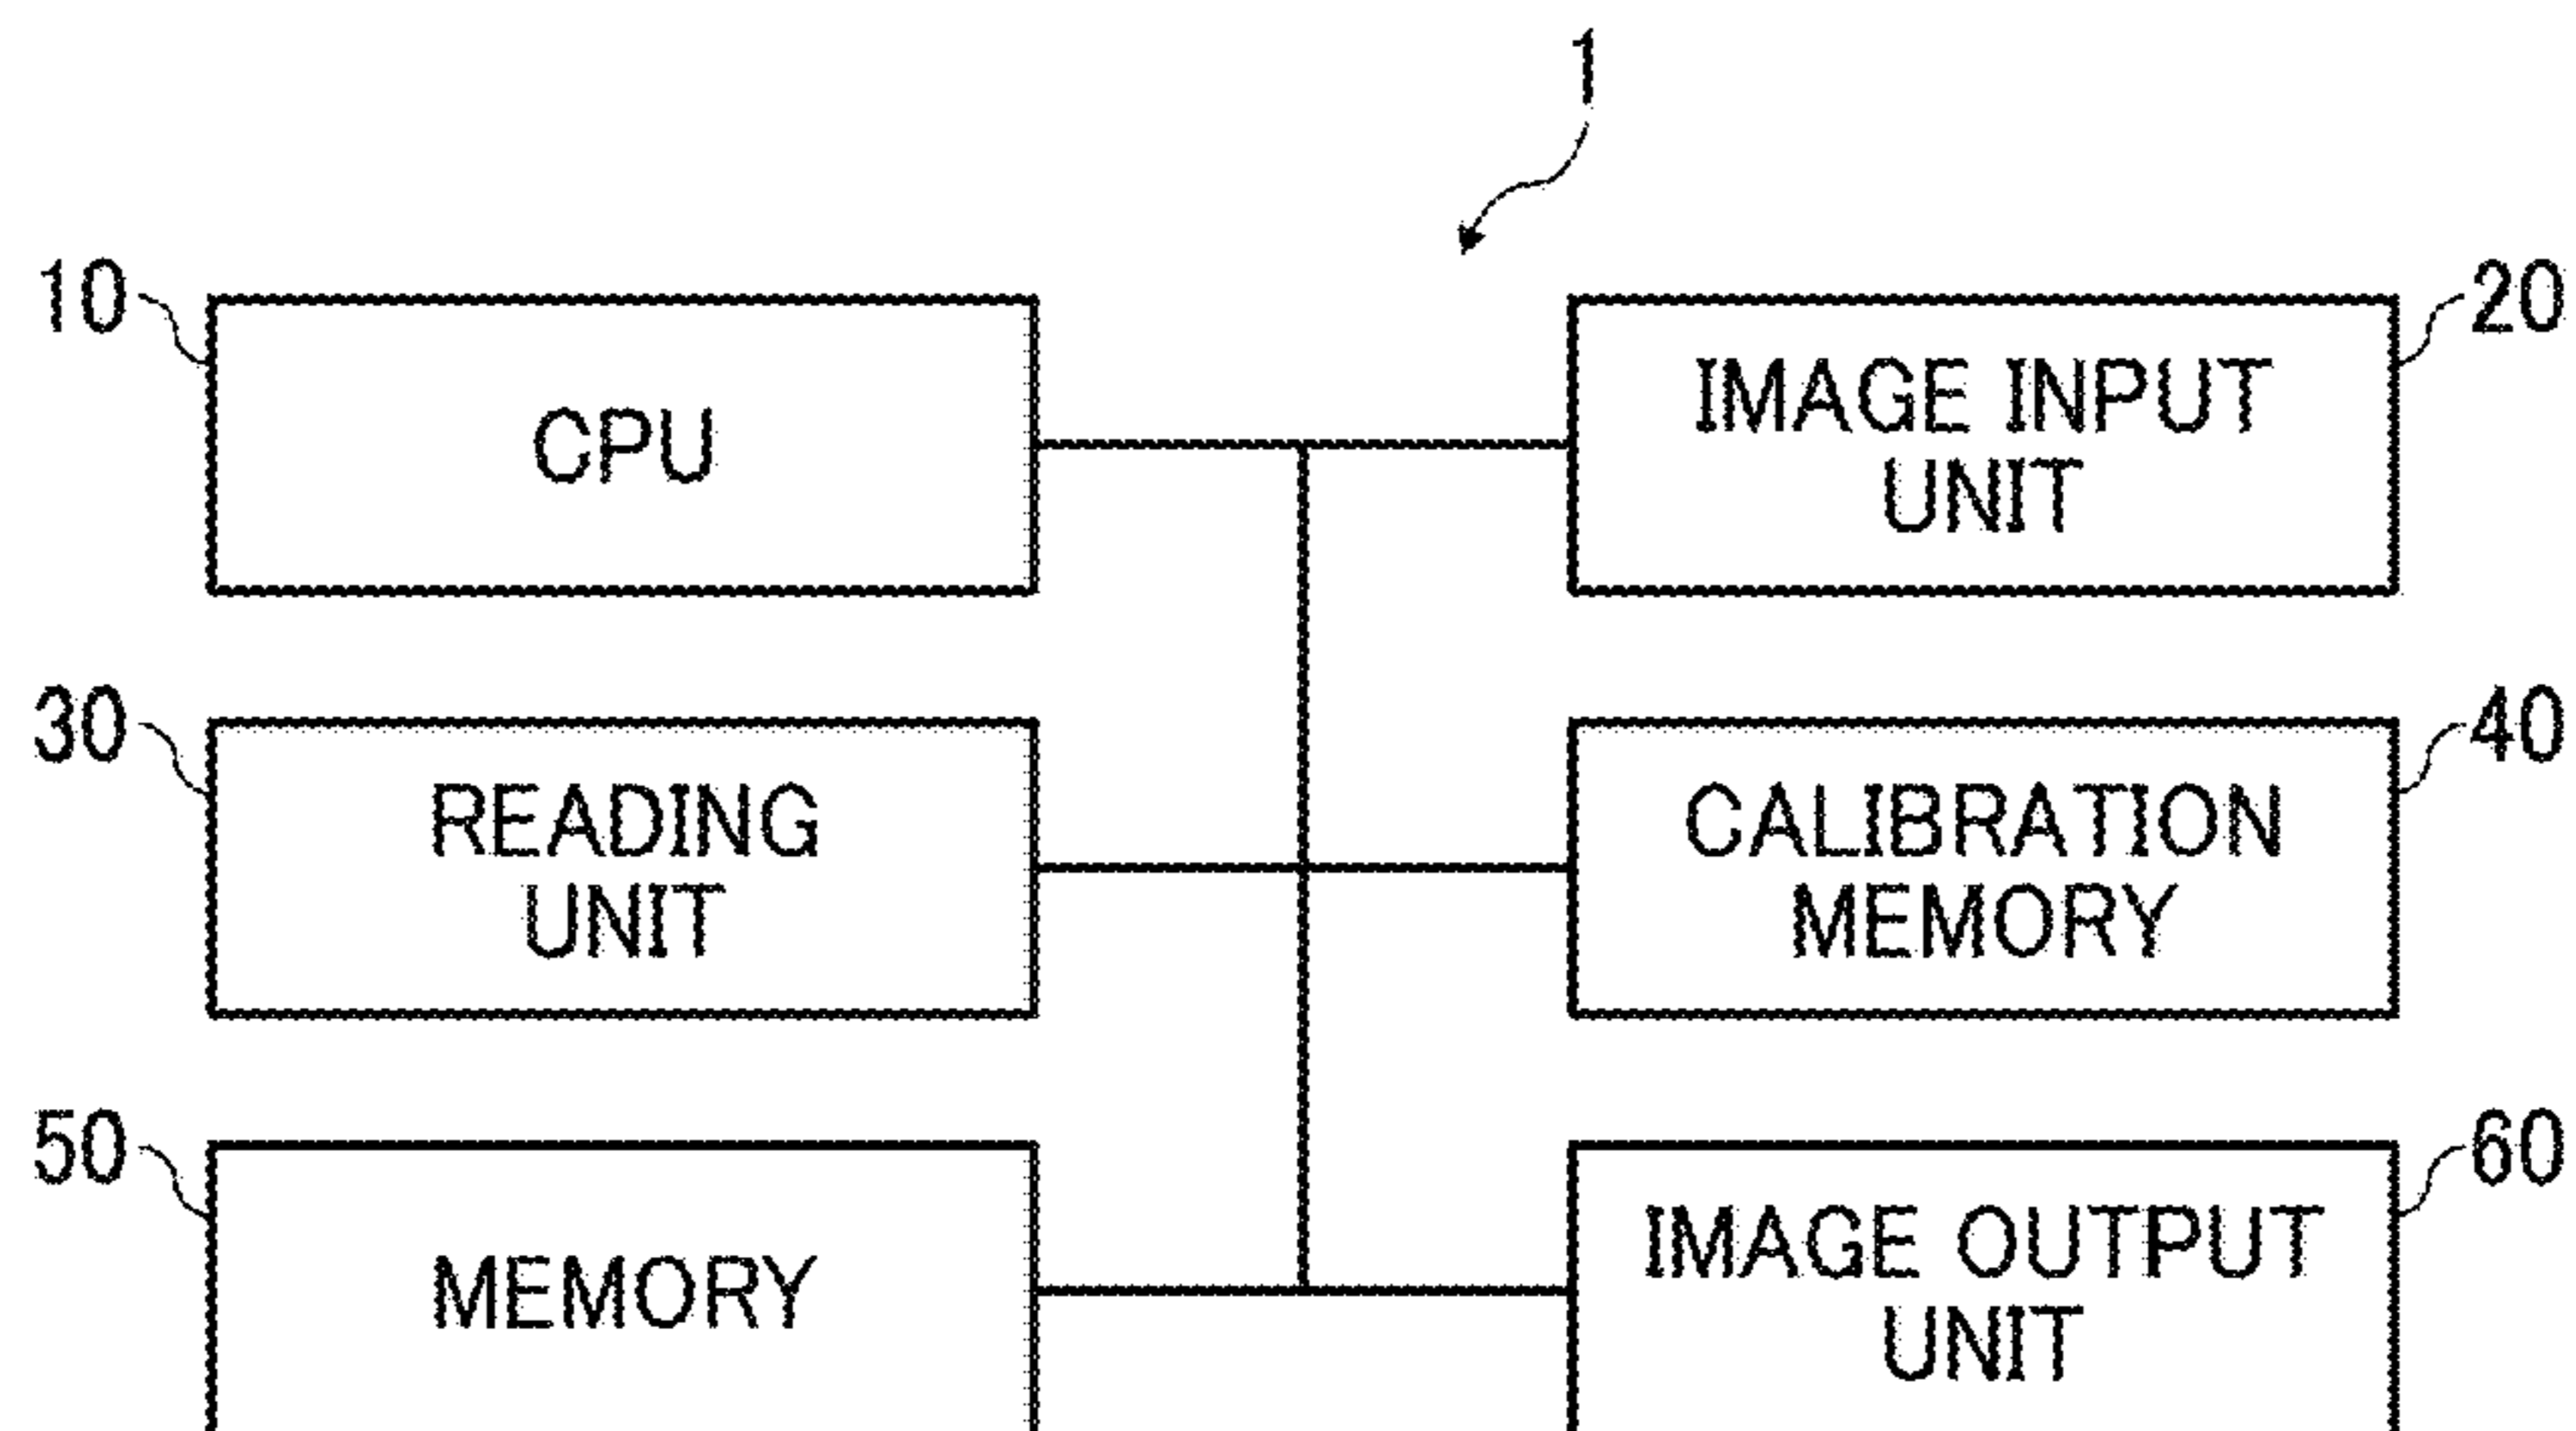 1
10
CPU
20
IMAGE INPUT
UNIT
30
READING
UNIT
40
CALIBRATION
MEMORY
50
MEMORY
60
IMAGE OUTPUT
UNIT